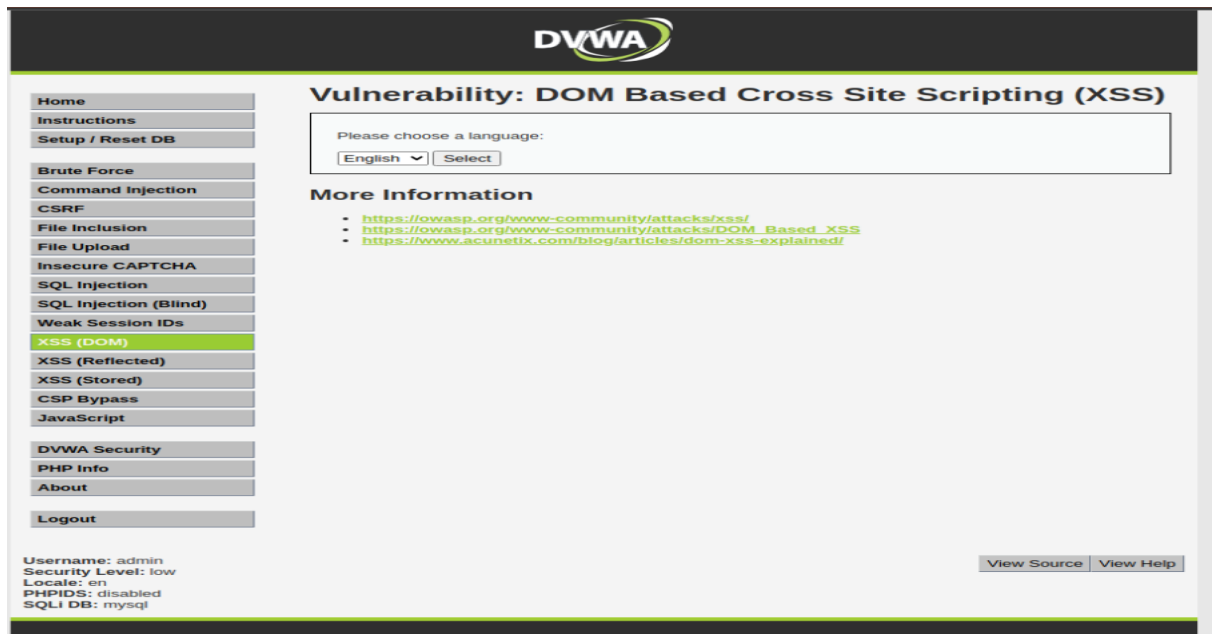 DVWA
Home
Instructions
Setup / Reset DB
Brute Force
Command Injection
CSRF
File Inclusion
File Upload
Insecure CAPTCHA
SQL Injection
SQL Injection (Blind)
Weak Session IDs
XSS (DOM)
XSS (Reflected)
XSS (Stored)
CSP Bypass
JavaScript
DVWA Security
PHP Info
About
Logout
Vulnerability: DOM Based Cross Site Scripting (XSS)
Please choose a language:
English Select
More Information
https://owasp.org/www-community/attacks/xss/
https://owasp.org/www-community/attacks/DOM_Based_XSS
https://www.acunetix.com/blog/articles/dom-xss-explained/
Username: admin
Security Level: low
Locale: en
PHPIDS: disabled
SQLi DB: mysql
View Source View Help